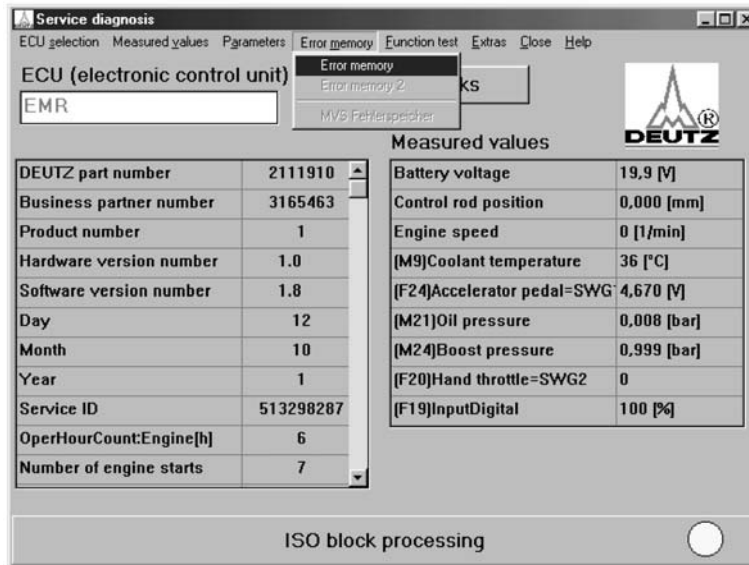 Service diagnosis
ECU selection Measured values Parameters Error memory Function test Extras Close Help
Error memory
Error memory 2
MVS Fehlerspeicher
ECU (electronic control unit)
ks
EMR
DEUTZ
®
Measured values
DEUTZ part number 2111910
Business partner number 3165463
Product number 1
Hardware version number 1.0
Software version number 1.8
Day 12
Month 10
Year 1
Service ID 513298287
OperHourCount:Engine[h] 6
Number of engine starts 7
Battery voltage 19,9 [V]
Control rod position 0,000 [mm]
Engine speed 0 [1/min]
(M9)Coolant temperature 36 [°C]
(F24)Accelerator pedal=SWG 4,670 [V]
(M21)Oil pressure 0,008 [bar]
(M24)Boost pressure 0,999 [bar]
(F20)Hand throttle=SWG2 0
(F19)InputDigital 100 [%]
ISO block processing